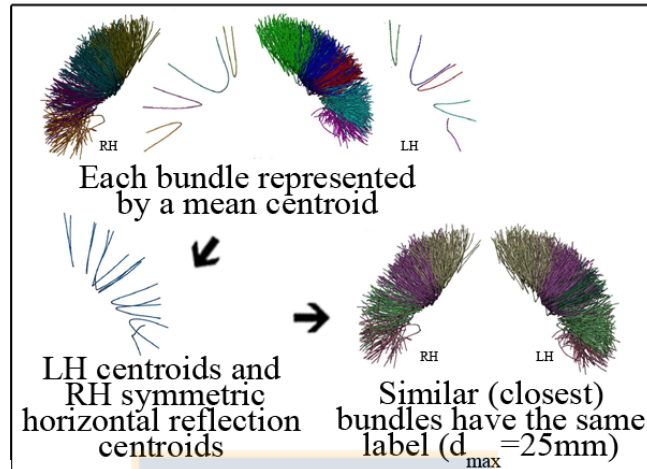 RH
LH
Each bundle represented
by a mean centroid
RH
LH
LH centroids and
RH symmetric
horizontal reflection
centroids
Similar (closest)
bundles have the same
label (d_max=25mm)